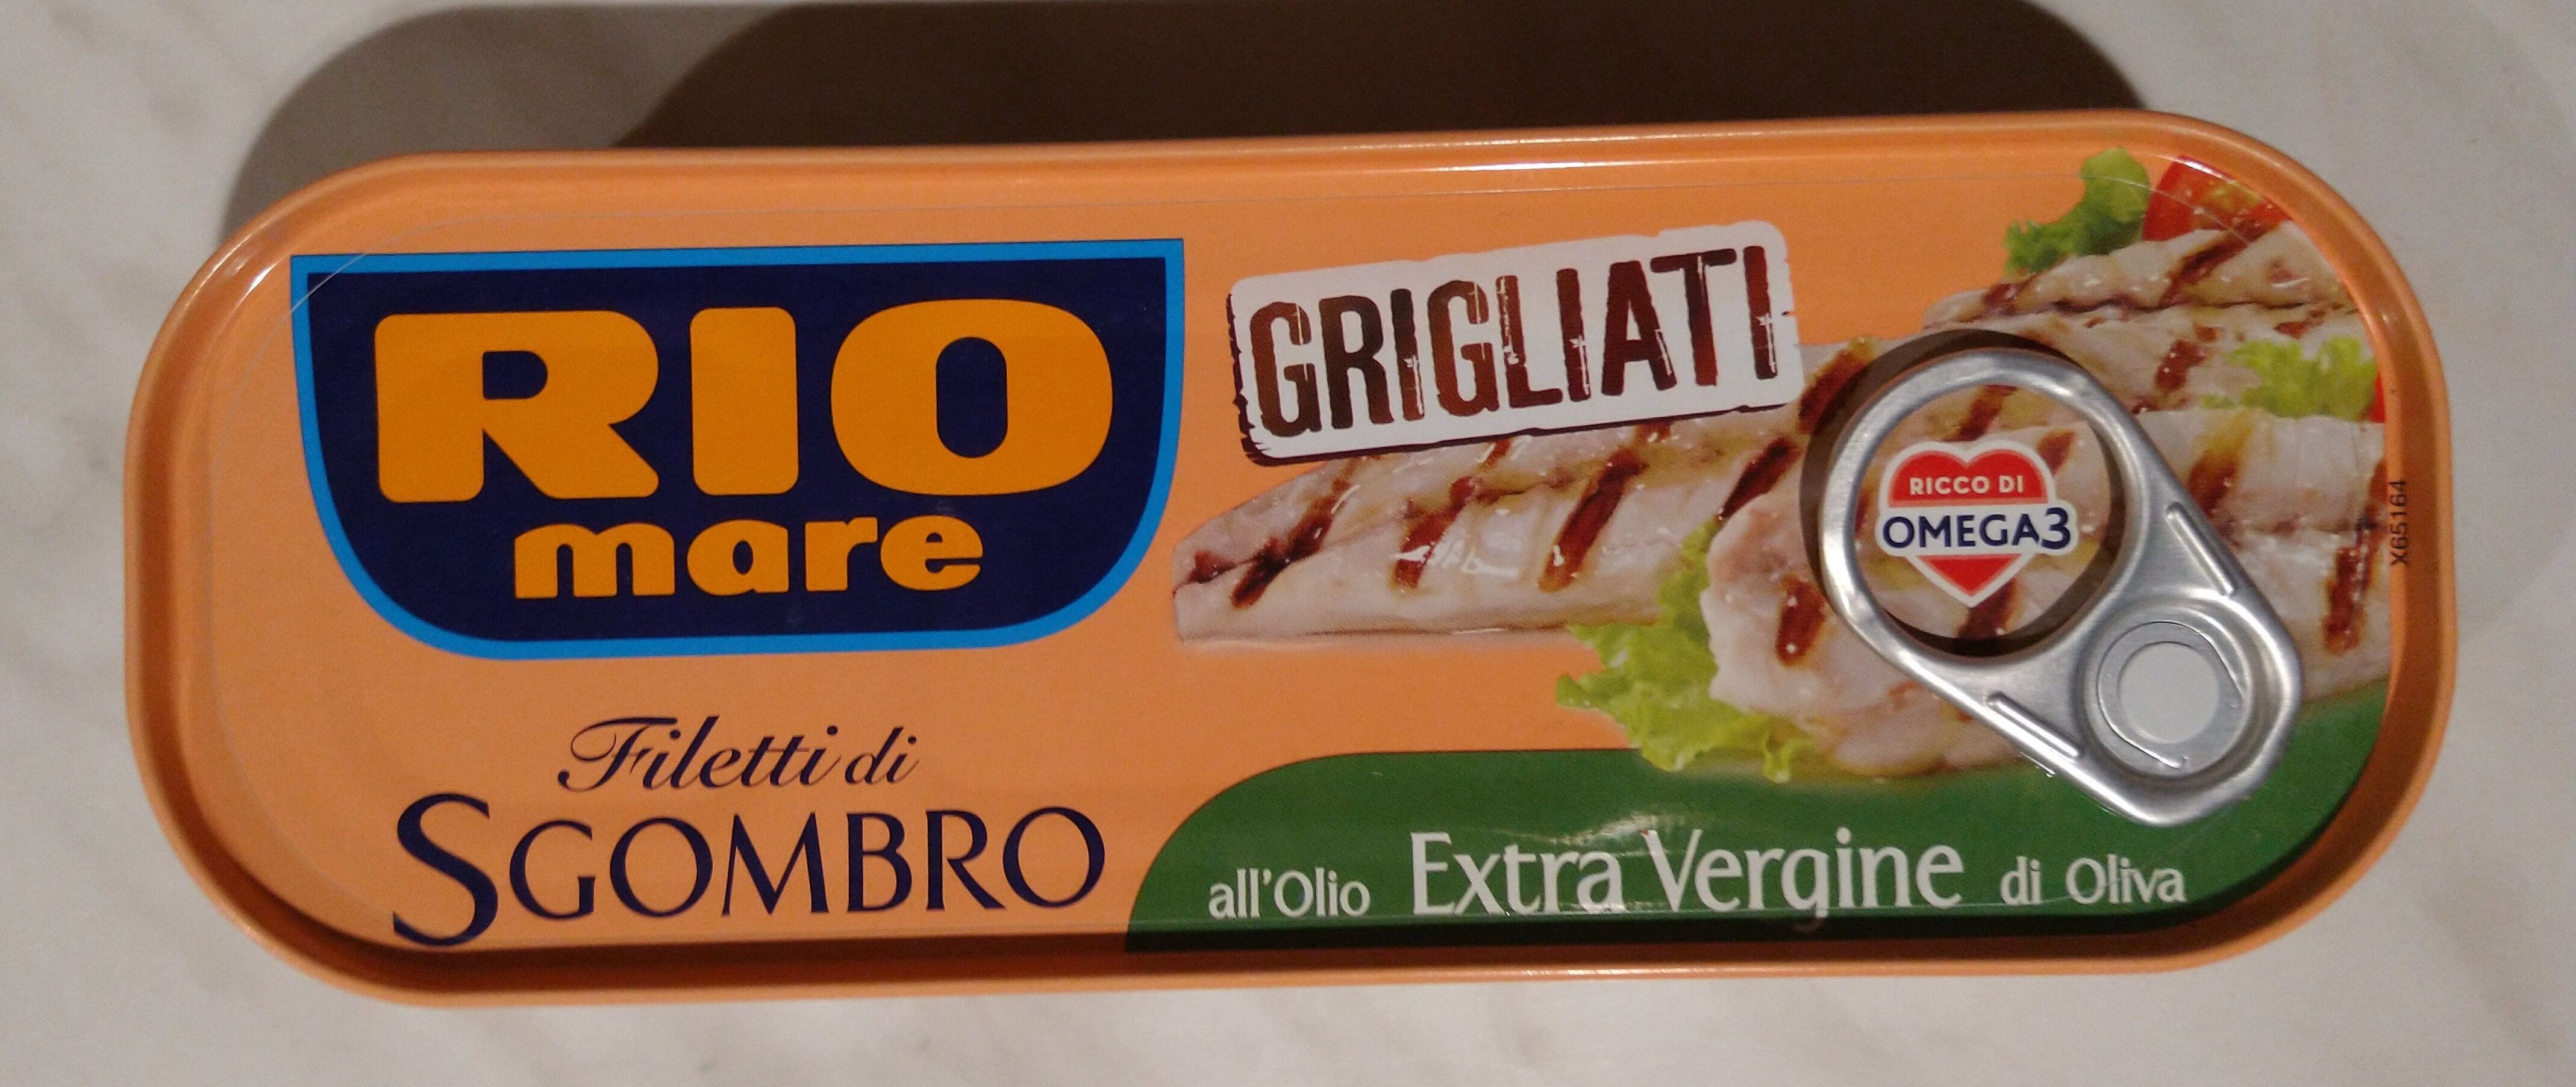 RIO
mare
GRIGLIATI
RICCO DI
OMEGA3
X65164
Filetti di
SGOMBRO
all'Olio Extra Vergine di Oliva